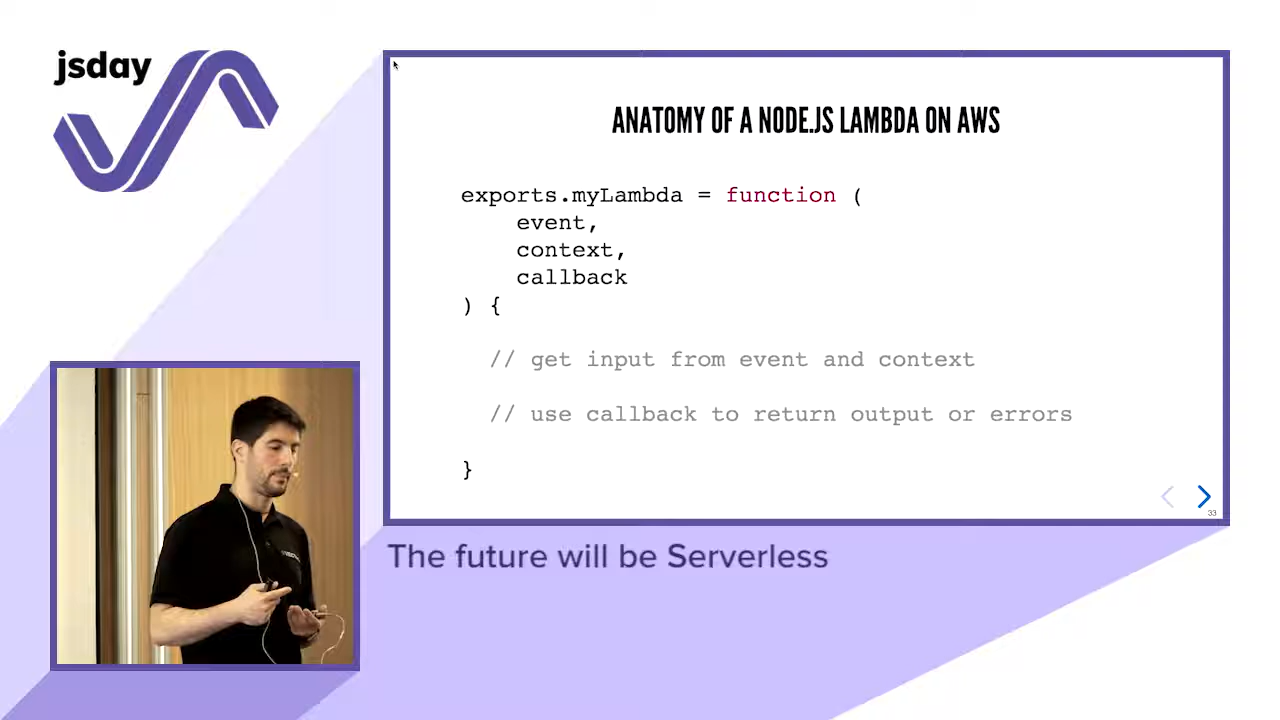 jsday
ANATOMY OF A NODE.JS LAMBDA ON AWS
exports.myLambda = function (
event,
context,
callback
) {
// get input from event and context
// use callback to return output or errors
}
33
The future will be Serverless